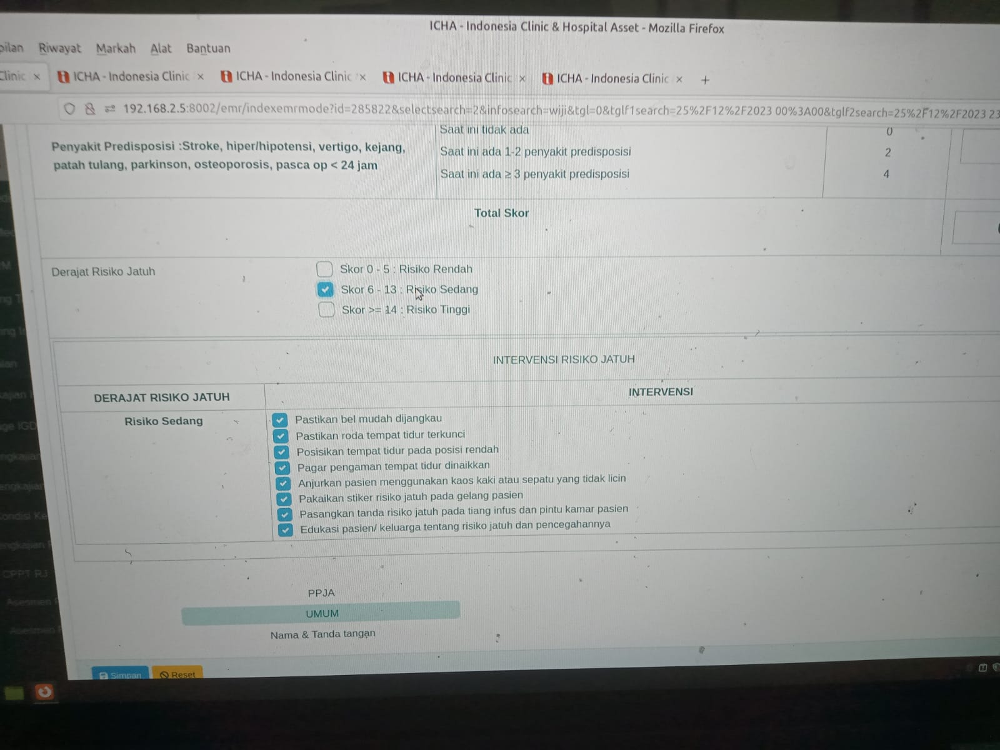 ICHA - Indonesia Clinic & Hospital Asset - Mozilla Firefox
Riwayat Markah Alat Bantuan
Clinic × ICHA - Indonesia Clinic × ICHA - Indonesia Clinic × ICHA - Indonesia Clinic × ICHA - Indonesia Clinic × +
192.168.2.5:8002/emr/indexemrmode?id=285822&selectsearch=2&infosearch=wiji&tgl=0&tglf1search=25%2F12%2F2023 00%3A00&tglf2search=25%2F12%2F2023 23
Saat ini tidak ada 0
Penyakit Predisposisi :Stroke, hiper/hipotensi, vertigo, kejang,
patah tulang, parkinson, osteoporosis, pasca op < 24 jam
Saat ini ada 1-2 penyakit predisposisi 2
Saat ini ada ≥ 3 penyakit predisposisi 4
Total Skor
Derajat Risiko Jatuh
Skor 0 - 5 : Risiko Rendah
Skor 6 - 13 : Risiko Sedang
Skor >= 14 : Risiko Tinggi
INTERVENSI RISIKO JATUH
DERAJAT RISIKO JATUH INTERVENSI
Risiko Sedang
Pastikan bel mudah dijangkau
Pastikan roda tempat tidur terkunci
Posisikan tempat tidur pada posisi rendah
Pagar pengaman tempat tidur dinaikkan
Anjurkan pasien menggunakan kaos kaki atau sepatu yang tidak licin
Pakaikan stiker risiko jatuh pada gelang pasien
Pasangkan tanda risiko jatuh pada tiang infus dan pintu kamar pasien
Edukasi pasien/ keluarga tentang risiko jatuh dan pencegahannya
CPPT RJ
Asesmen
PPJA
UMUM
Nama & Tanda tangan
Simpan Reset